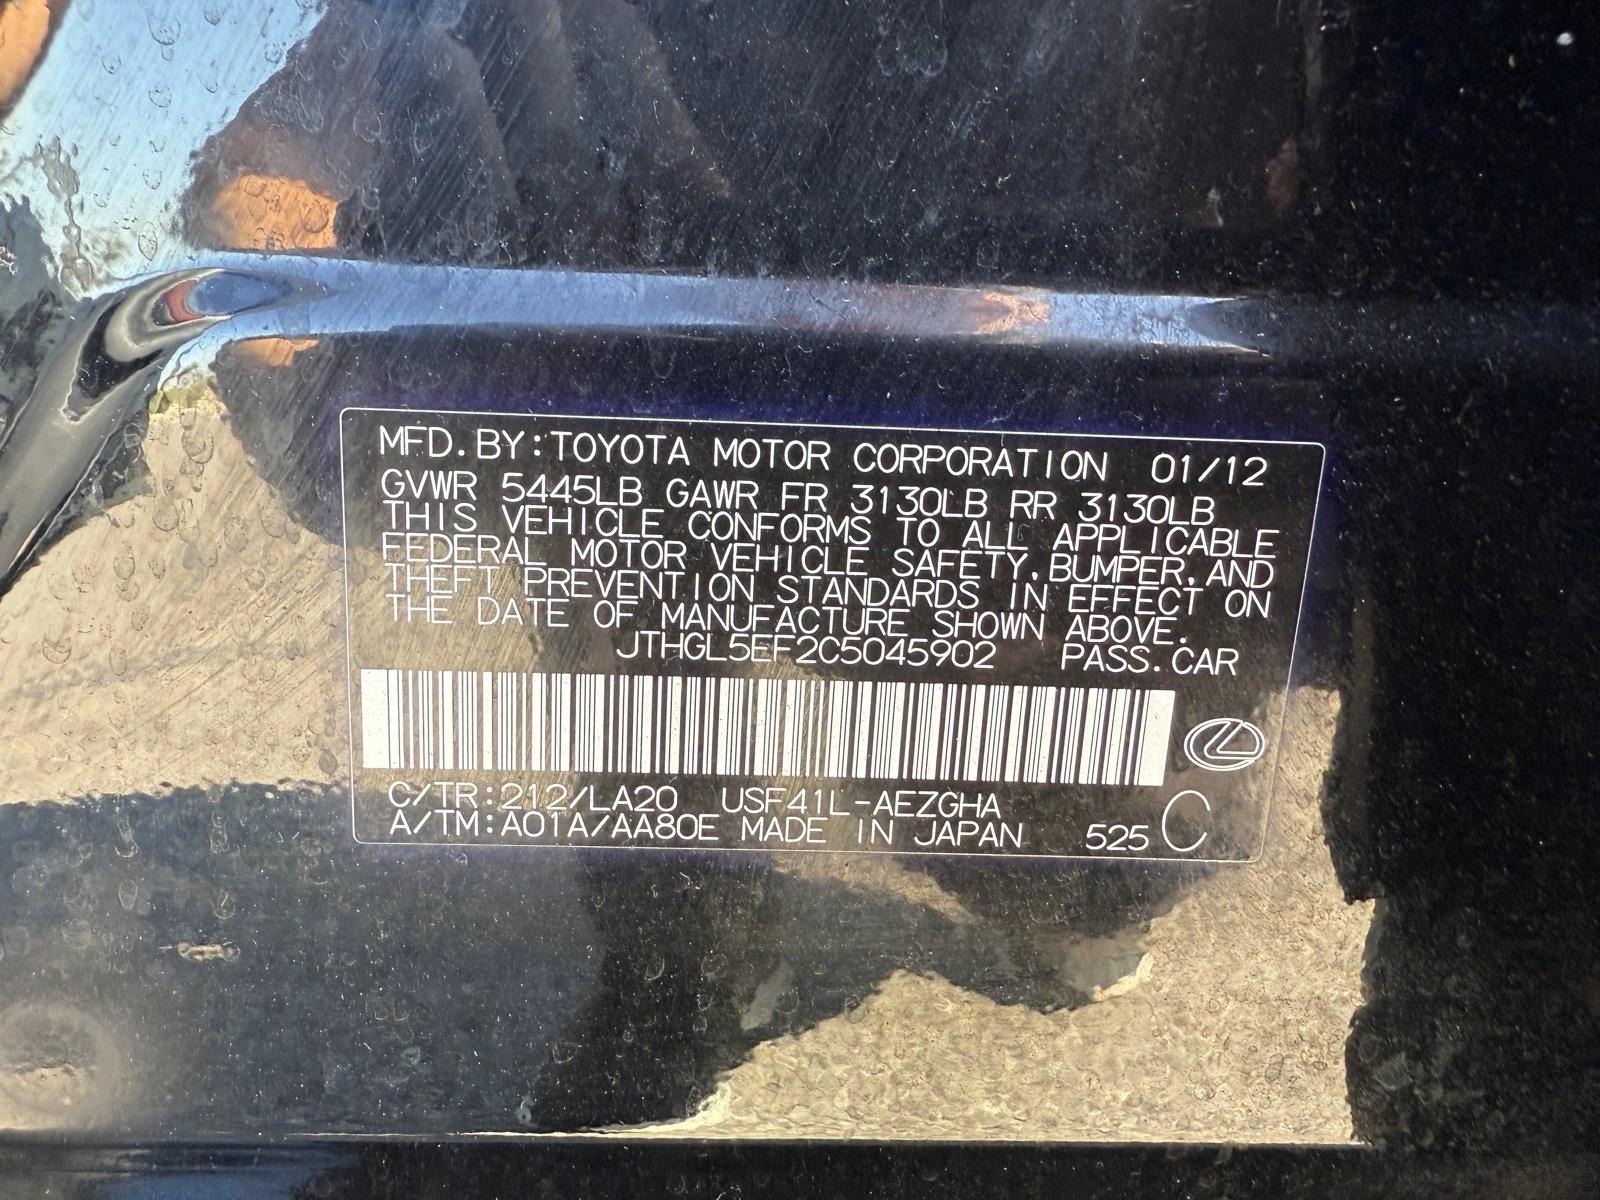 MFD. BY: TOYOTA MOTOR CORPORATION 01/12
GVWR 5445LB GAWR FR 3130LB RR 3130LB
THIS VEHICLE CONFORMS TO ALL APPLICABLE
FEDERAL MOTOR VEHICLE SAFETY, BUMPER, AND
THEFT PREVENTION STANDARDS IN EFFECT ON
THE DATE OF MANUFACTURE SHOWN ABOVE.
JTHGL5EF2C5045902 PASS. CAR
C/TR: 212/LA20 USF41L-AEZGHA
A/TM: A01A/AA80E MADE IN JAPAN 525 C